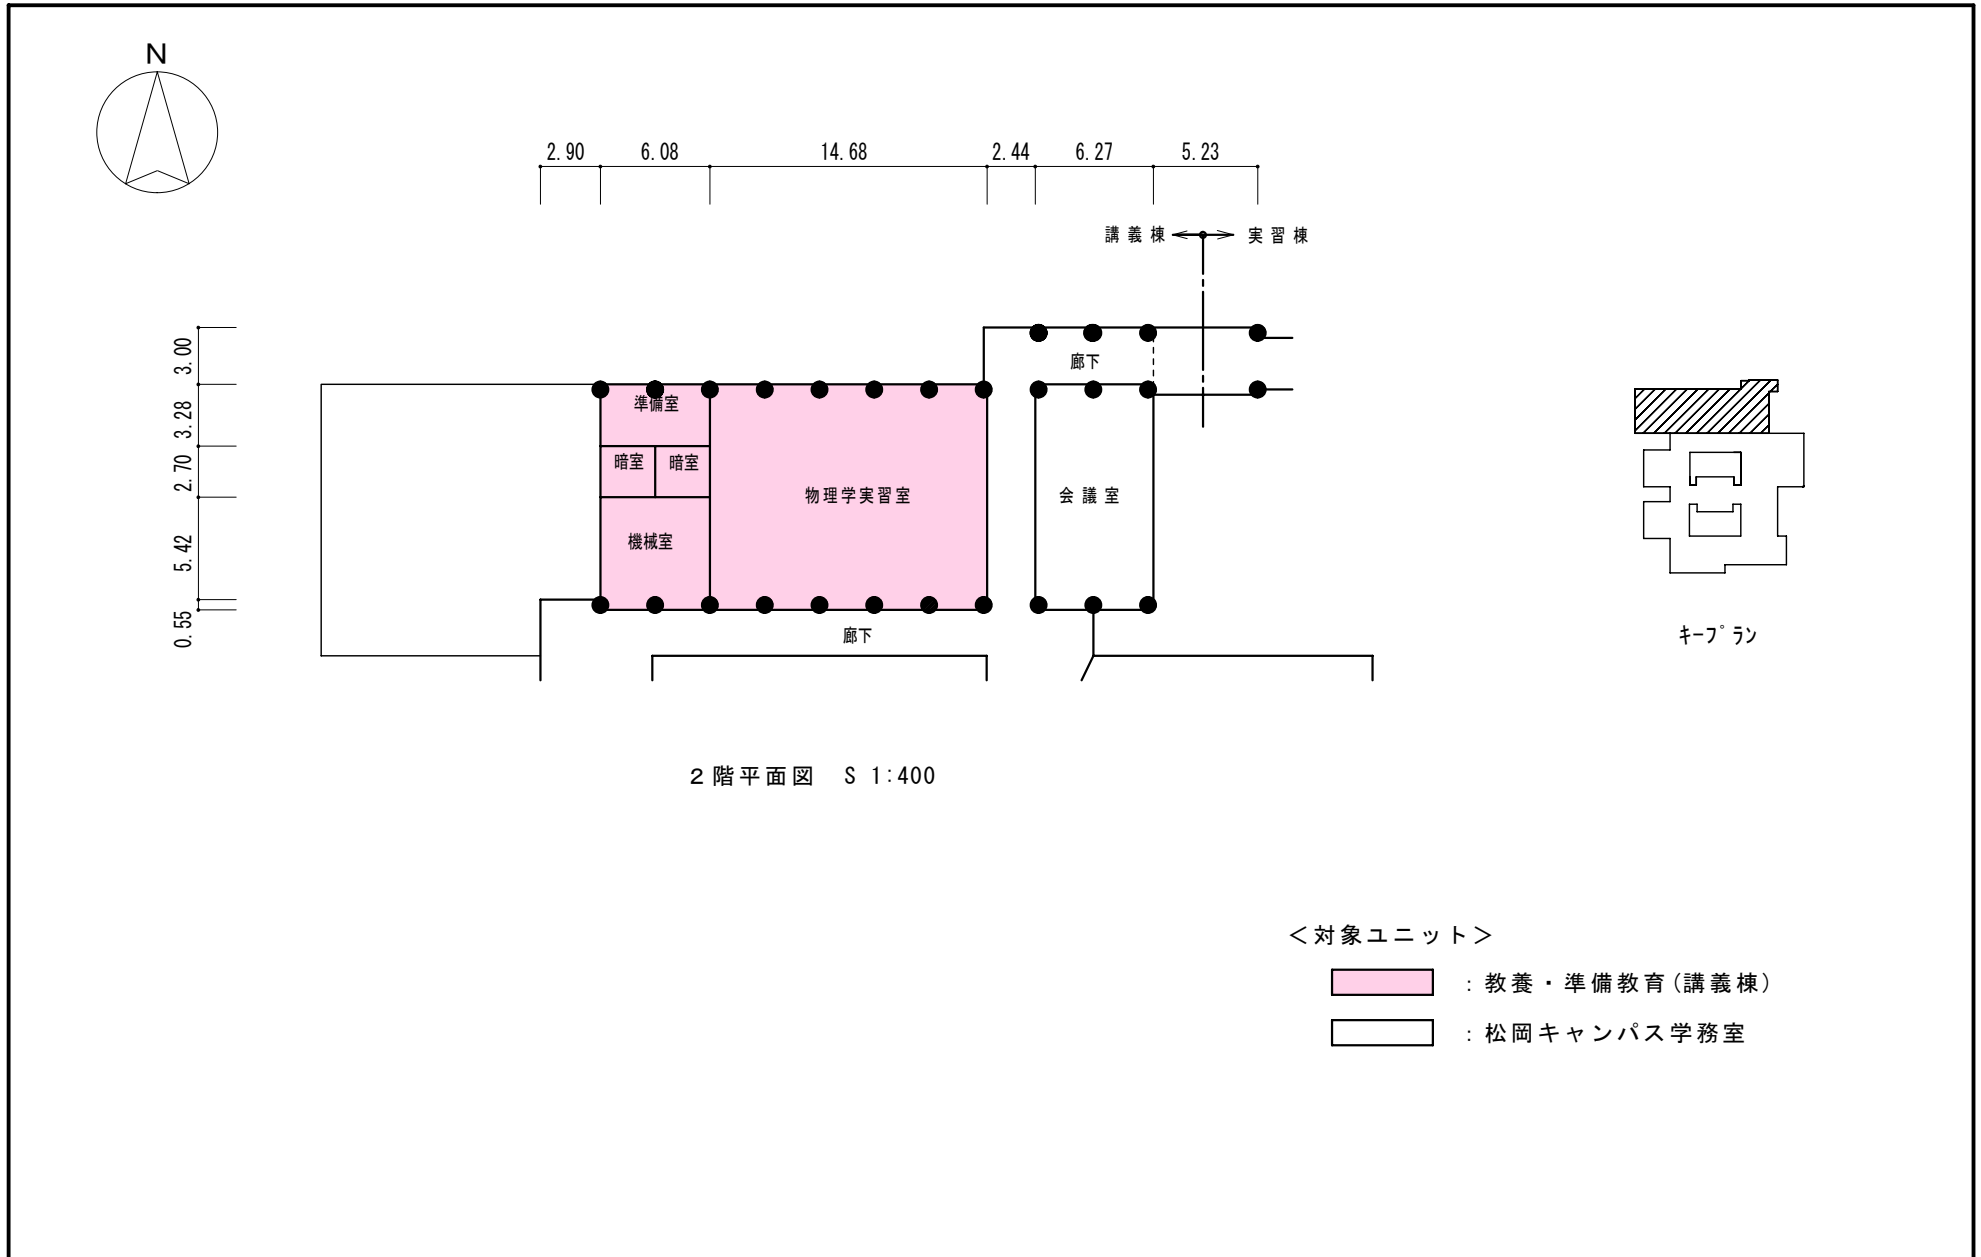 N
2.90 6.08 14.68 2.44 6.27 5.23
講義棟 実習棟
3.00
3.28
2.70
5.42
0.55
廊下
準備室
暗室 暗室
物理学実習室
会議室
機械室
廊下
キープラン
2階平面図 S 1:400
<対象ユニット>
:教養・準備教育(講義棟)
:松岡キャンパス学務室